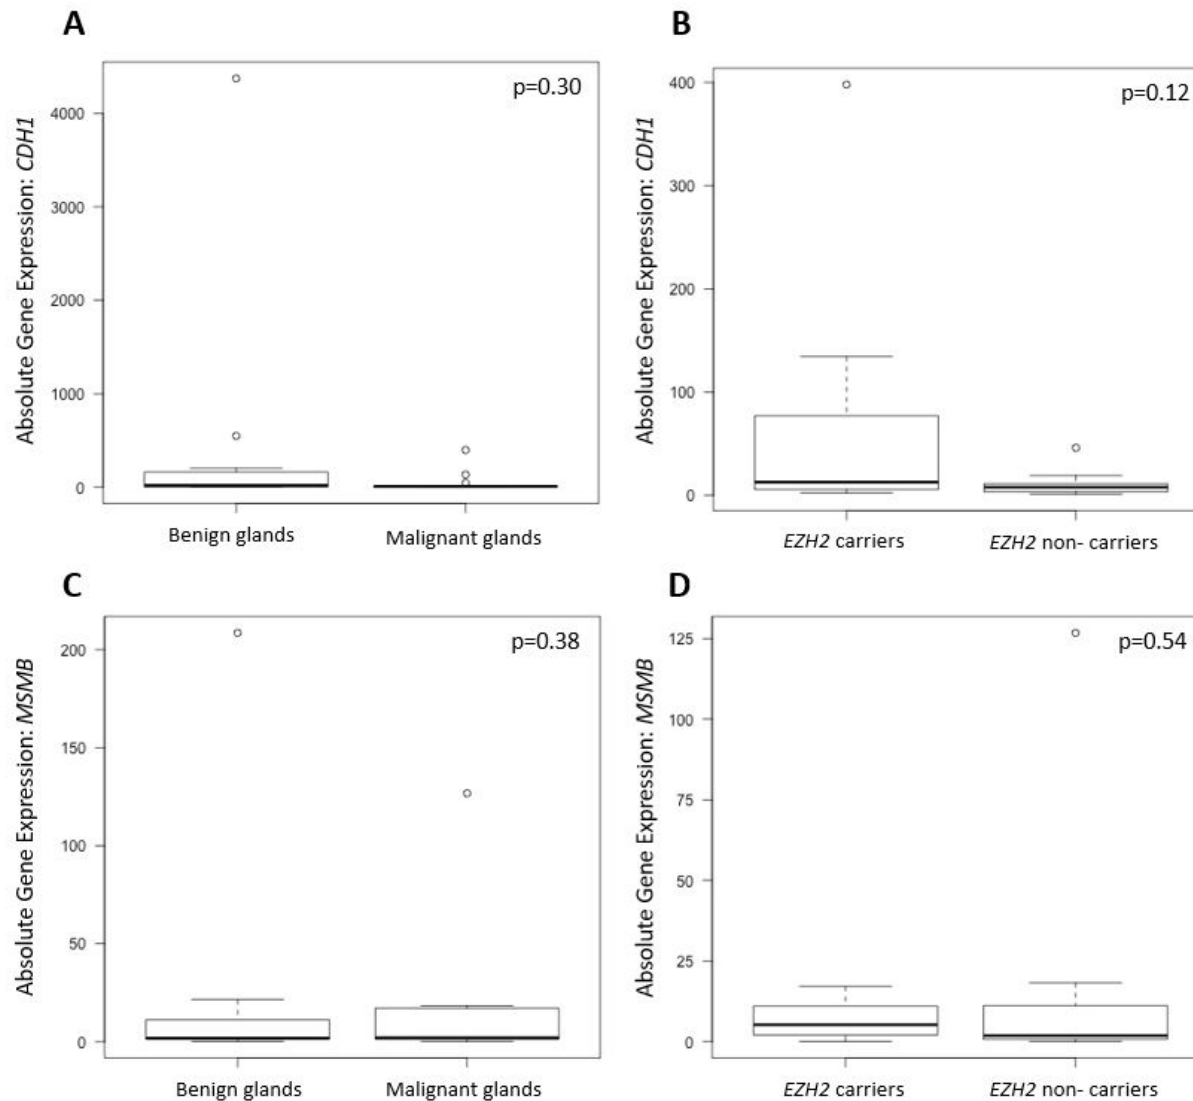 A
B
Absolute Gene Expression: CDH1
p=0.30
4000
3000
2000
1000
0
Benign glands
Malignant glands
Absolute Gene Expression: CDH1
p=0.12
400
300
200
100
0
EZH2 carriers
EZH2 non- carriers
C
D
Absolute Gene Expression: MSMB
p=0.38
200
150
100
50
0
Benign glands
Malignant glands
Absolute Gene Expression: MSMB
p=0.54
125
100
75
50
25
0
EZH2 carriers
EZH2 non- carriers